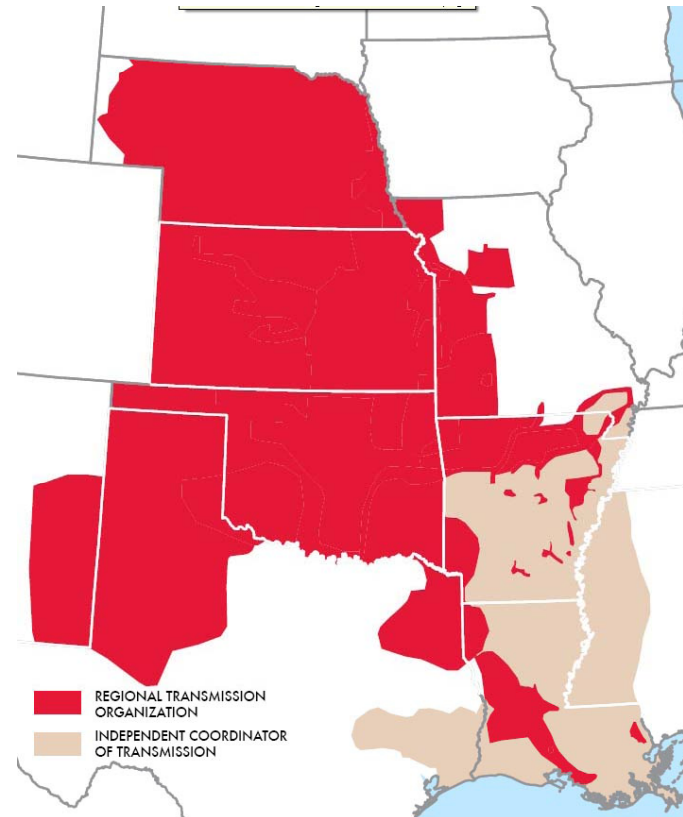 REGIONAL TRANSMISSION
ORGANIZATION
INDEPENDENT COORDINATOR
OF TRANSMISSION